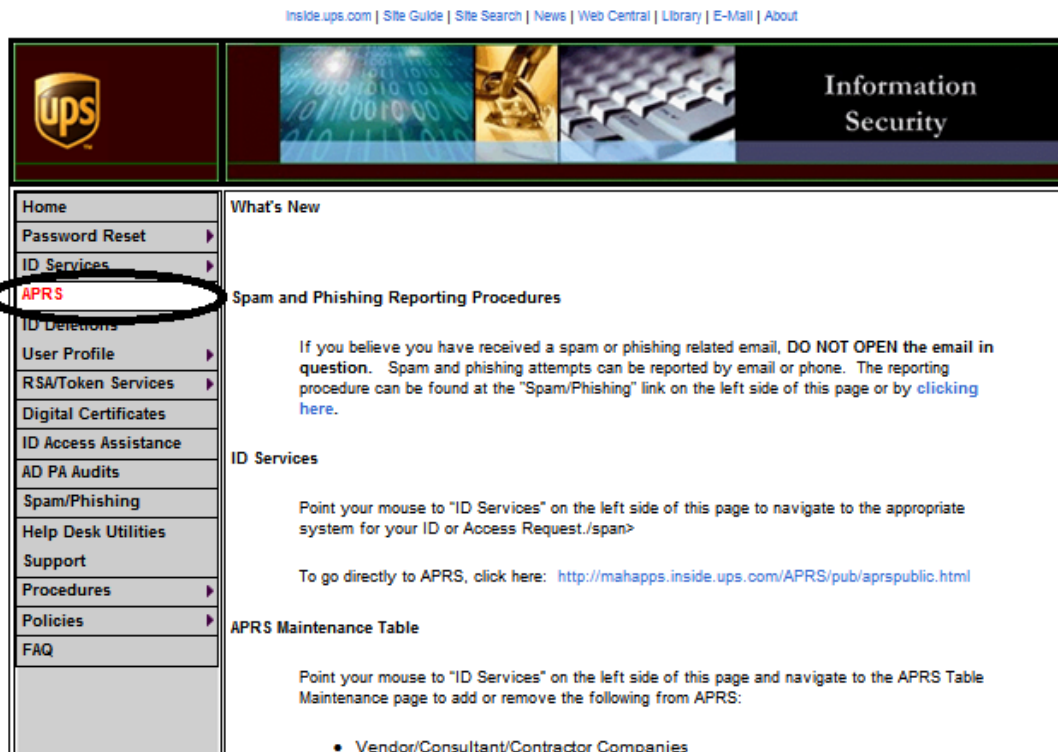 Inside.ups.com | Site Guide | Site Search | News | Web Central | Library | E-Mail | About
ups
Information
Security
Home
Password Reset
ID Services
APRS
ID Deletions
User Profile
RSA/Token Services
Digital Certificates
ID Access Assistance
AD PA Audits
Spam/Phishing
Help Desk Utilities
Support
Procedures
Policies
FAQ
What's New
Spam and Phishing Reporting Procedures
If you believe you have received a spam or phishing related email, DO NOT OPEN the email in
question. Spam and phishing attempts can be reported by email or phone. The reporting
procedure can be found at the "Spam/Phishing" link on the left side of this page or by clicking
here.
ID Services
Point your mouse to "ID Services" on the left side of this page to navigate to the appropriate
system for your ID or Access Request./span>
To go directly to APRS, click here: http://mahapps.inside.ups.com/APRS/pub/aprspublic.html
APRS Maintenance Table
Point your mouse to "ID Services" on the left side of this page and navigate to the APRS Table
Maintenance page to add or remove the following from APRS:
• Vendor/Consultant/Contractor Companies